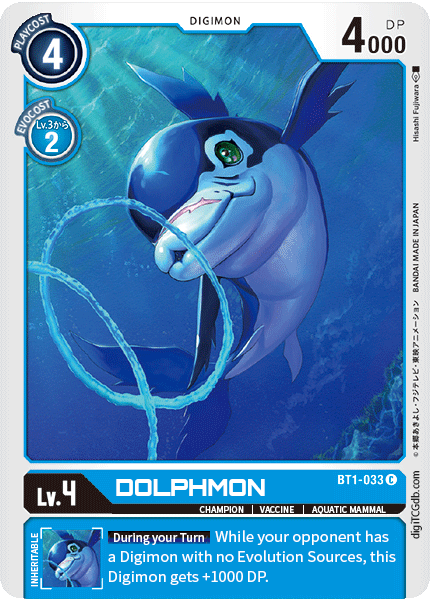 PLAYCOST
4
DIGIMON
DP
4000
EVOCOST
Lv.3から
2
Hisashi Fujiwara
© 本郷あきよし・フジテレビ・東映アニメーション BANDAI MADE IN JAPAN
Lv.4
DOLPHMON
BT1-033 C
CHAMPION | VACCINE | AQUATIC MAMMAL
digiTCGdb.com
INHERITABLE
During your Turn While your opponent has
a Digimon with no Evolution Sources, this
Digimon gets +1000 DP.